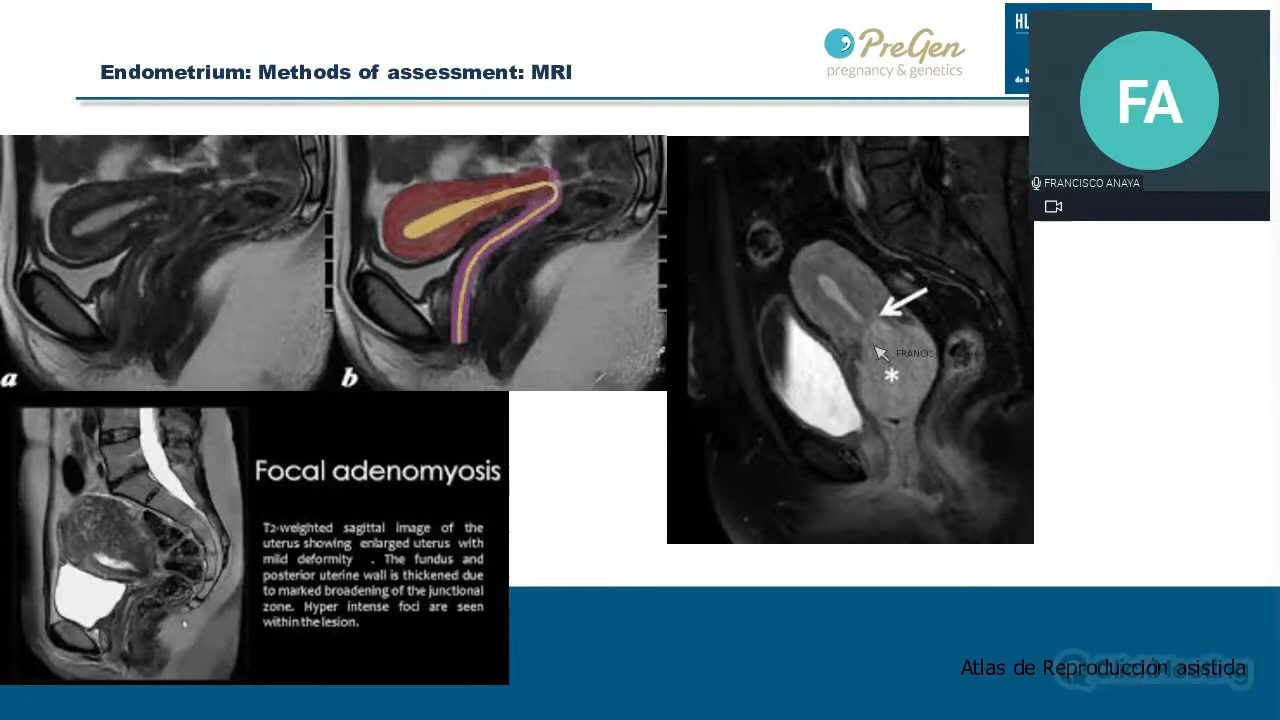 Endometrium: Methods of assessment: MRI
PreGen
pregnancy & genetics
FA
FRANCISCO ANAYA
a
b
FRANCIS
*
Focal adenomyosis
T2-weighted sagittal image of the
uterus showing enlarged uterus with
mild deformity . The fundus and
posterior uterine wall is thickened due
to marked broadening of the junctional
zone. Hyper intense foci are seen
within the lesion.
Atlas de Reproducción asistida